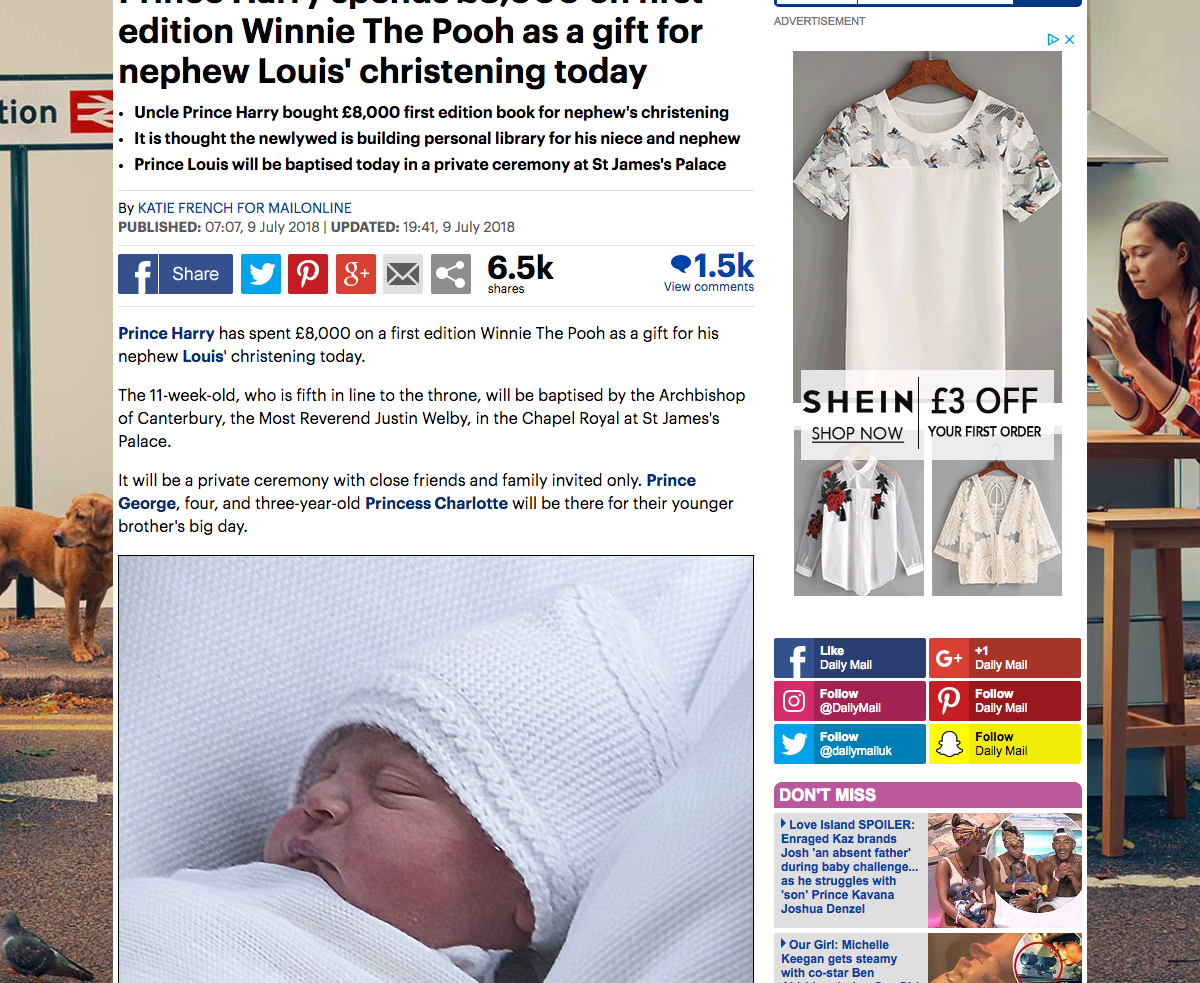 edition Winnie The Pooh as a gift for
nephew Louis' christening today
• Uncle Prince Harry bought £8,000 first edition book for nephew's christening
• It is thought the newlywed is building personal library for his niece and nephew
• Prince Louis will be baptised today in a private ceremony at St James's Palace
By KATIE FRENCH FOR MAILONLINE
PUBLISHED: 07:07, 9 July 2018 | UPDATED: 19:41, 9 July 2018
Share
6.5k
shares
1.5k
View comments
Prince Harry has spent £8,000 on a first edition Winnie The Pooh as a gift for his
nephew Louis' christening today.
The 11-week-old, who is fifth in line to the throne, will be baptised by the Archbishop
of Canterbury, the Most Reverend Justin Welby, in the Chapel Royal at St James's
Palace.
It will be a private ceremony with close friends and family invited only. Prince
George, four, and three-year-old Princess Charlotte will be there for their younger
brother's big day.
tion
ADVERTISEMENT
SHEIN
SHOP NOW
£3 OFF
YOUR FIRST ORDER
Like
Daily Mail
+1
Daily Mail
Follow
@DailyMail
Follow
Daily Mail
Follow
@dailymailuk
Follow
Daily Mail
DON'T MISS
Love Island SPOILER:
Enraged Kaz brands
Josh 'an absent father'
during baby challenge...
as he struggles with
'son' Prince Kavana
Joshua Denzel
Our Girl: Michelle
Keegan gets steamy
with co-star Ben